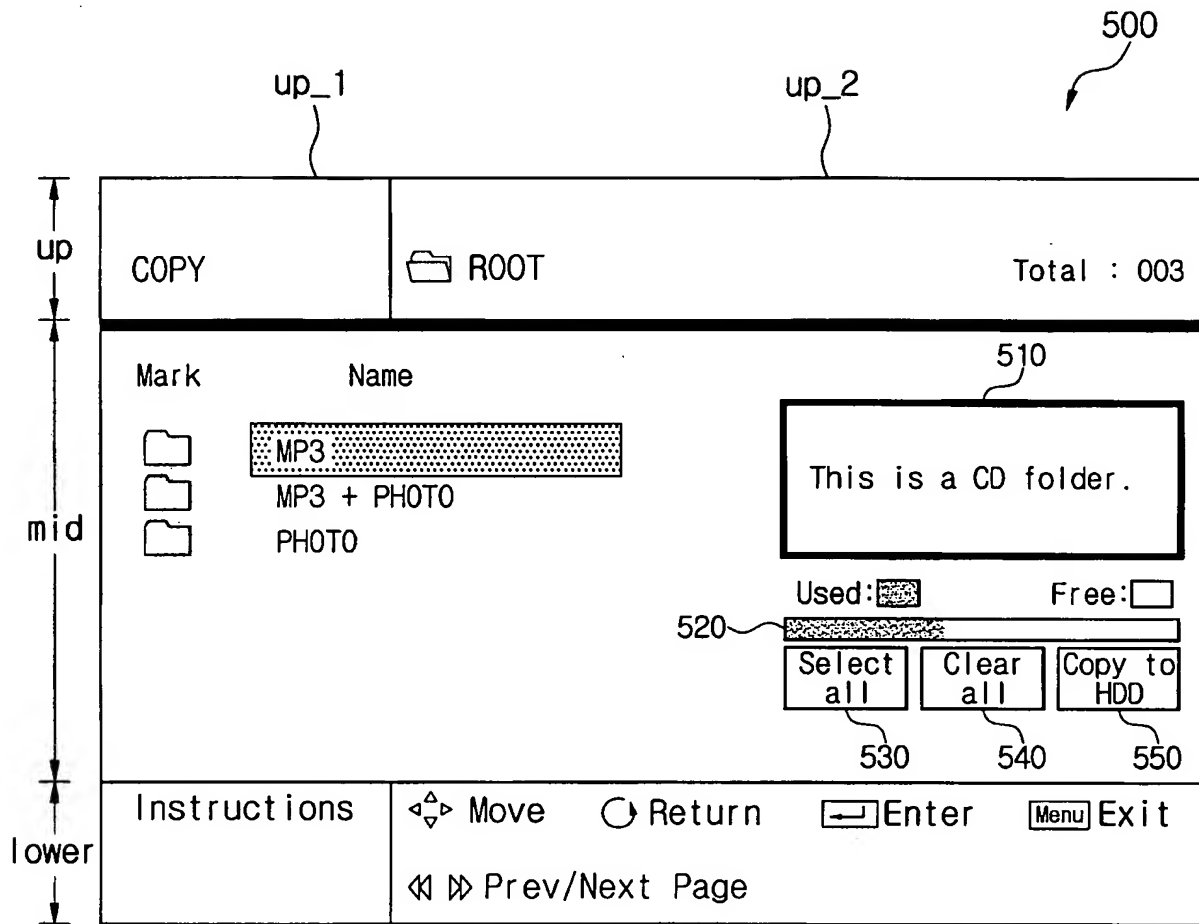 500
up_1 up_2
up
COPY ROOT Total : 003
510
Mark Name
This is a CD folder.
MP3
MP3 + PHOTO
mid
PHOTO
Used: Free:
520
Select all Clear all Copy to HDD
530 540 550
Instructions Move Return Enter Menu Exit
lower
Prev/Next Page